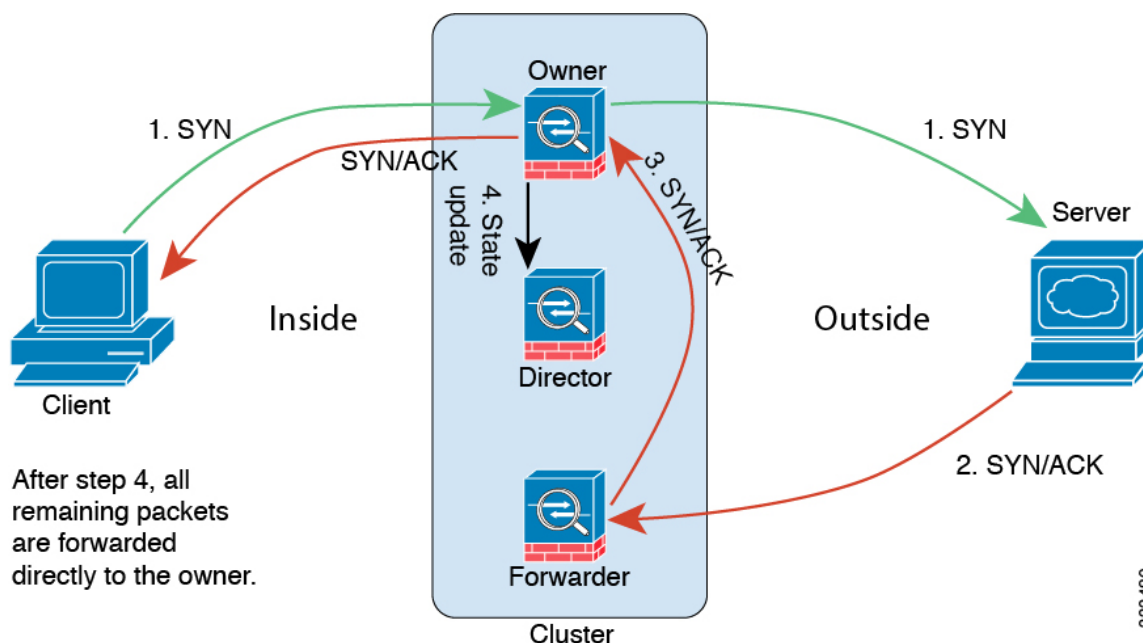 Owner
1. SYN
1. SYN
SYN/ACK
3. SYN/ACK
4. State
update
Server
Inside
Outside
Director
Client
2. SYN/ACK
After step 4, all
remaining packets
are forwarded
directly to the owner.
Forwarder
Cluster